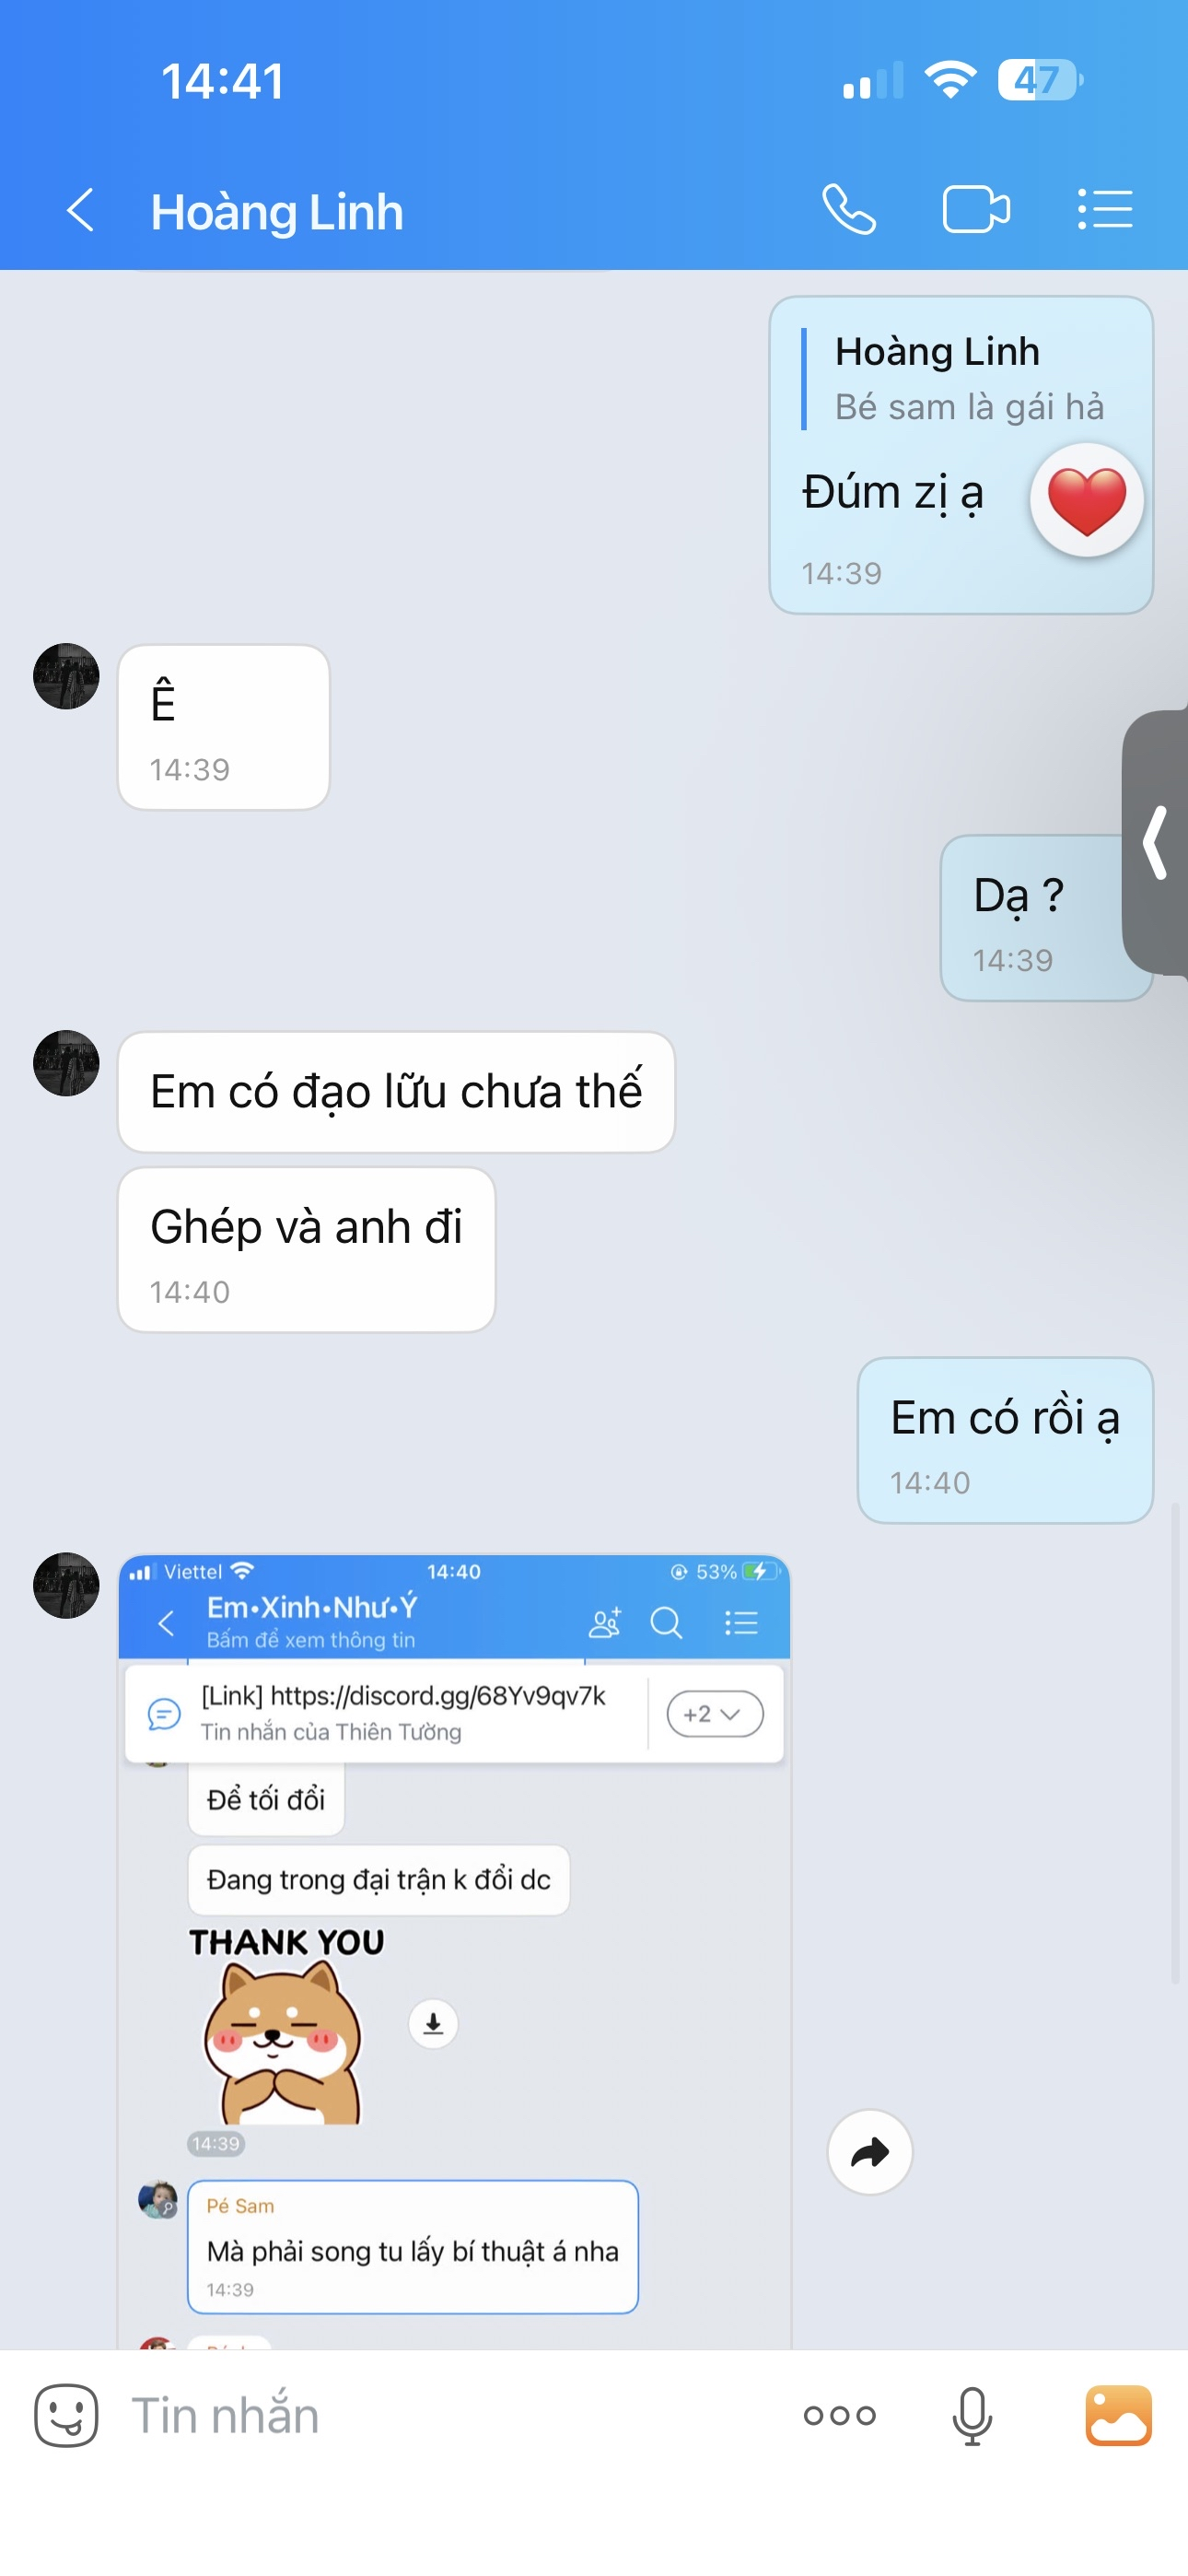 14:41
47
Hoàng Linh
Hoàng Linh
Bé sam là gái hả
Đúm zị ạ
14:39
Ê
14:39
Dạ ?
14:39
Em có đạo lữu chưa thế
Ghép và anh đi
14:40
Em có rồi ạ
14:40
Viettel
14:40
53%
Em•Xinh•Như•Ý
Bấm để xem thông tin
[Link] https://discord.gg/68Yv9qv7k
Tin nhắn của Thiên Tường
+2
Để tối đổi
Đang trong đại trận k đổi dc
THANK YOU
14:39
Pé Sam
Mà phải song tu lấy bí thuật á nha
14:39
Tin nhắn